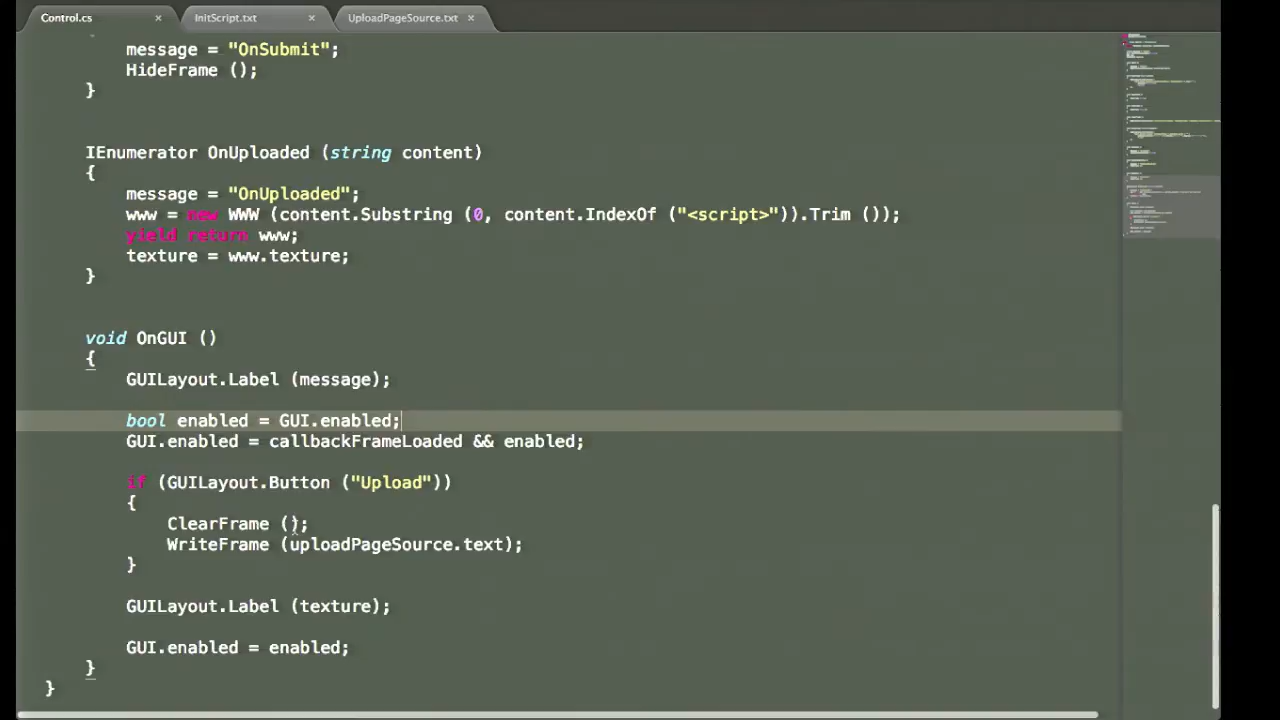 Control.cs × InitScript.txt × UploadPageSource.txt ×
message = "OnSubmit";
HideFrame ();
}
IEnumerator OnUploaded (string content)
{
message = "OnUploaded";
www = new WWW (content.Substring (0, content.IndexOf ("<script>")).Trim ());
yield return www;
texture = www.texture;
}
void OnGUI ()
{
GUILayout.Label (message);
bool enabled = GUI.enabled;
GUI.enabled = callbackFrameLoaded && enabled;
if (GUILayout.Button ("Upload"))
{
ClearFrame ();
WriteFrame (uploadPageSource.text);
}
GUILayout.Label (texture);
GUI.enabled = enabled;
}
}